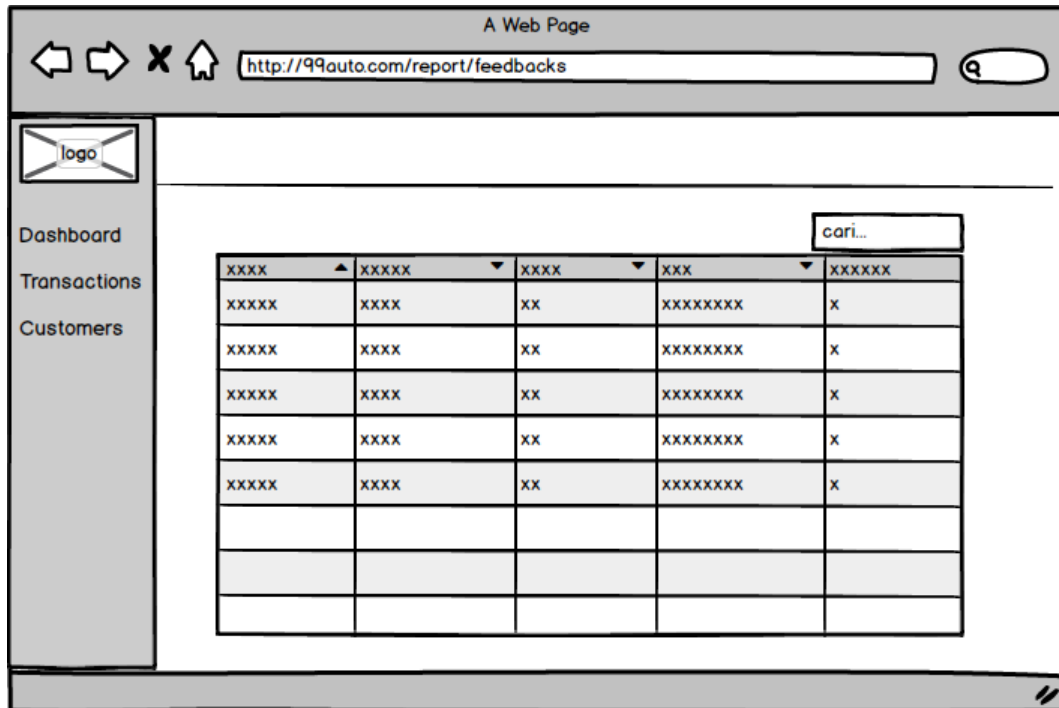 A Web Page
http://99auto.com/report/feedbacks
logo
Dashboard
Transactions
Customers
cari...
xxxx xxxxx xxxx xxx xxxxxx
xxxxx xxxx xx xxxxxxxx x
xxxxx xxxx xx xxxxxxxx x
xxxxx xxxx xx xxxxxxxx x
xxxxx xxxx xx xxxxxxxx x
xxxxx xxxx xx xxxxxxxx x